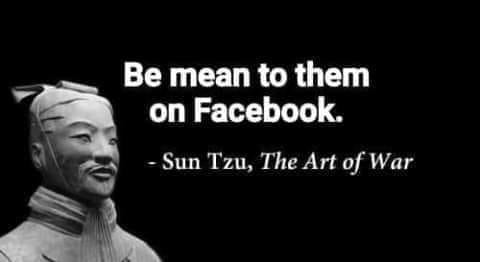 Be mean to them
on Facebook.
- Sun Tzu, The Art of War